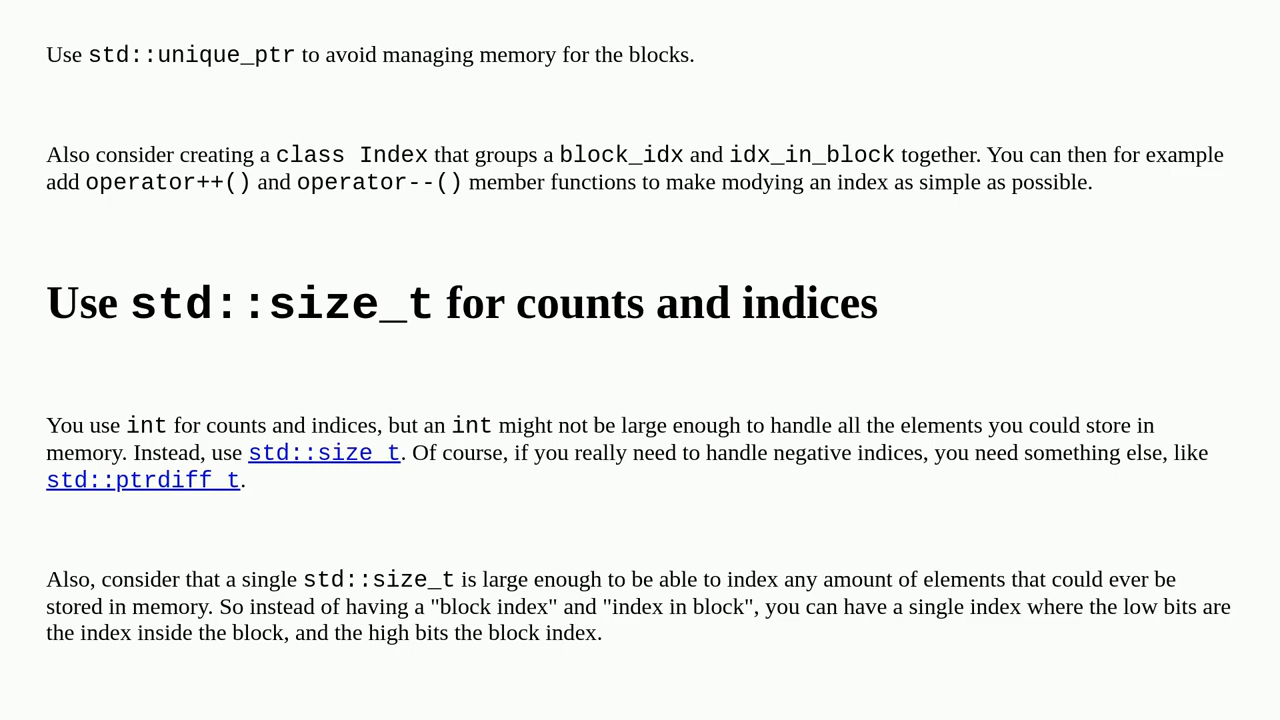 Use std::unique_ptr to avoid managing memory for the blocks.
Also consider creating a class Index that groups a block_idx and idx_in_block together. You can then for example
add operator++() and operator--() member functions to make modying an index as simple as possible.
Use std::size_t for counts and indices
You use int for counts and indices, but an int might not be large enough to handle all the elements you could store in
memory. Instead, use std::size_t. Of course, if you really need to handle negative indices, you need something else, like
std::ptrdiff_t.
Also, consider that a single std::size_t is large enough to be able to index any amount of elements that could ever be
stored in memory. So instead of having a "block index" and "index in block", you can have a single index where the low bits are
the index inside the block, and the high bits the block index.